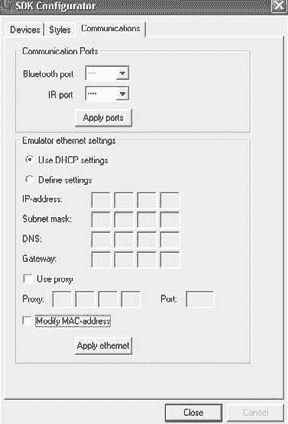 SDK Configurator
Devices Styles Communications
Communication Ports
Bluetooth port ---
IR port ----
Apply ports
Emulator ethernet settings
Use DHCP settings
Define settings
IP-address:
Subnet mask:
DNS:
Gateway:
Use proxy
Proxy: Port:
Modify MAC-address
Apply ethernet
Close Cancel